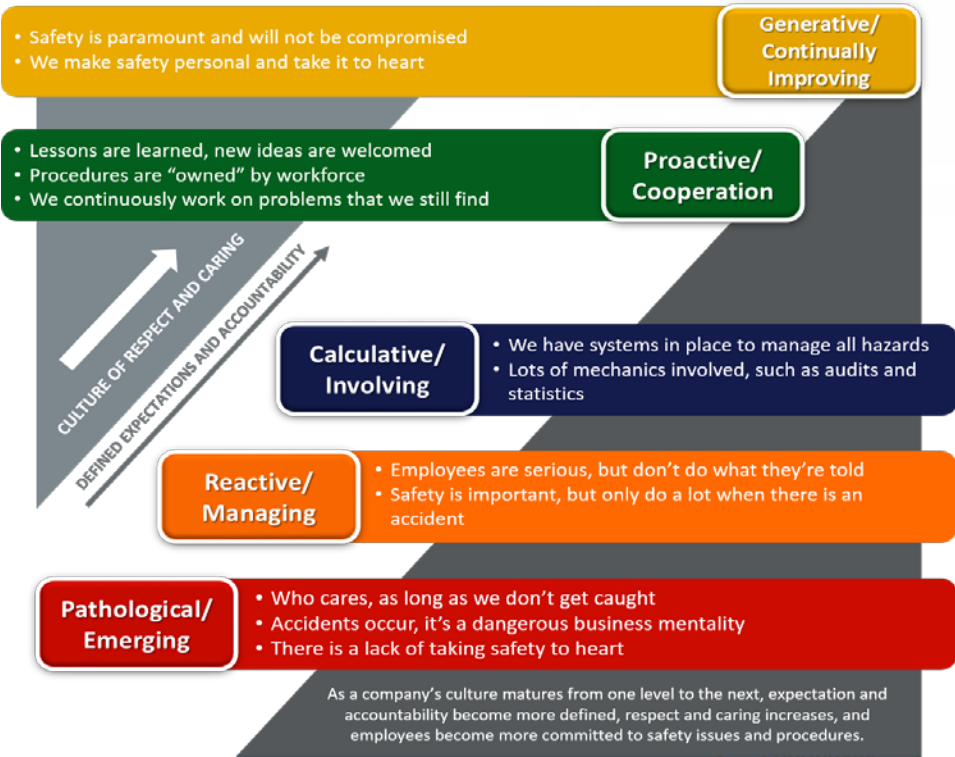 • Safety is paramount and will not be compromised
• We make safety personal and take it to heart
Generative/
Continually
Improving
• Lessons are learned, new ideas are welcomed
• Procedures are “owned” by workforce
• We continuously work on problems that we still find
Proactive/
Cooperation
CULTURE OF RESPECT AND CARING
DEFINED EXPECTATIONS AND ACCOUNTABILITY
Calculative/
Involving
• We have systems in place to manage all hazards
• Lots of mechanics involved, such as audits and
statistics
Reactive/
Managing
• Employees are serious, but don’t do what they’re told
• Safety is important, but only do a lot when there is an
accident
Pathological/
Emerging
• Who cares, as long as we don’t get caught
• Accidents occur, it’s a dangerous business mentality
• There is a lack of taking safety to heart
As a company’s culture matures from one level to the next, expectation and
accountability become more defined, respect and caring increases, and
employees become more committed to safety issues and procedures.